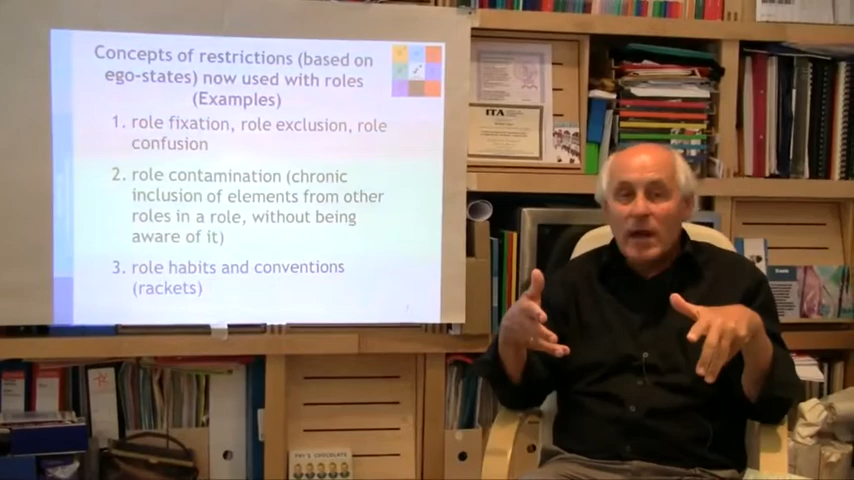 Concepts of restrictions (based on
ego-states) now used with roles
(Examples)
1. role fixation, role exclusion, role
confusion
2. role contamination (chronic
inclusion of elements from other
roles in a role, without being
aware of it)
3. role habits and conventions
(rackets)
ITA
FRY'S CHOCOLATE